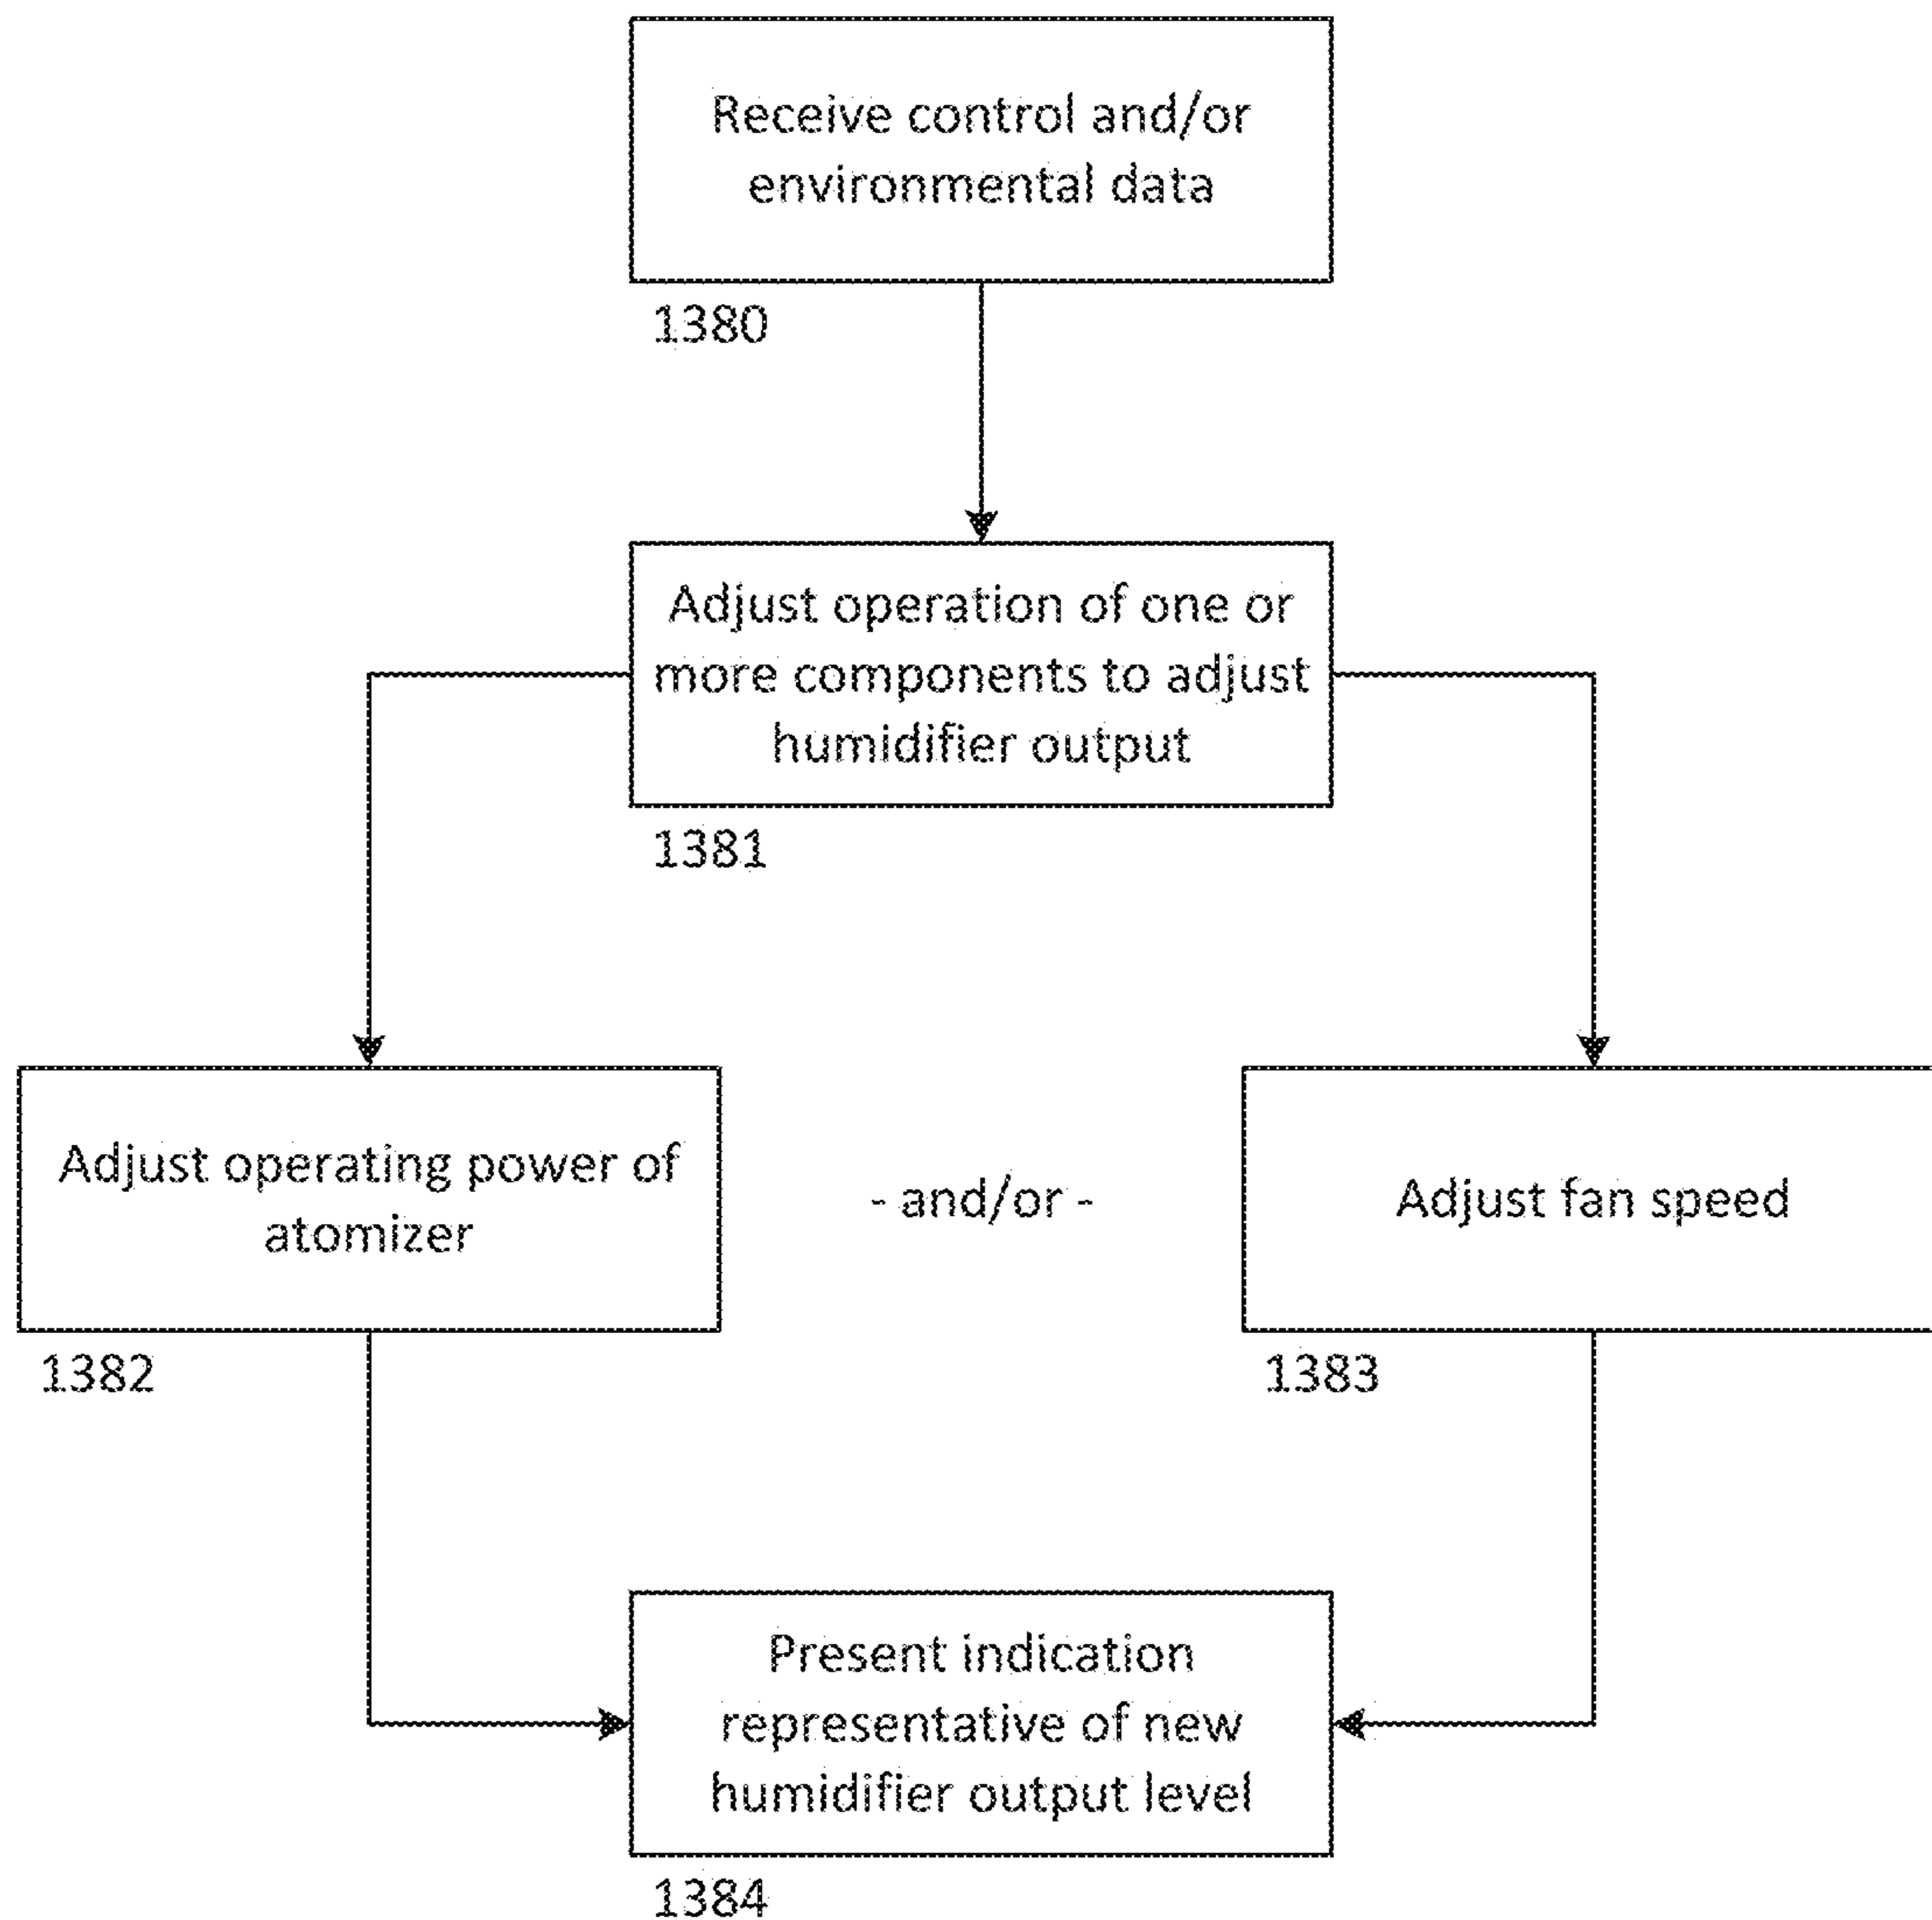 Receive control and/or
environmental data
1380
Adjust operation of one or
more components to adjust
humidifier output
1381
Adjust operating power of
atomizer
1382
- and/or -
Adjust fan speed
1383
Present indication
representative of new
humidifier output level
1384